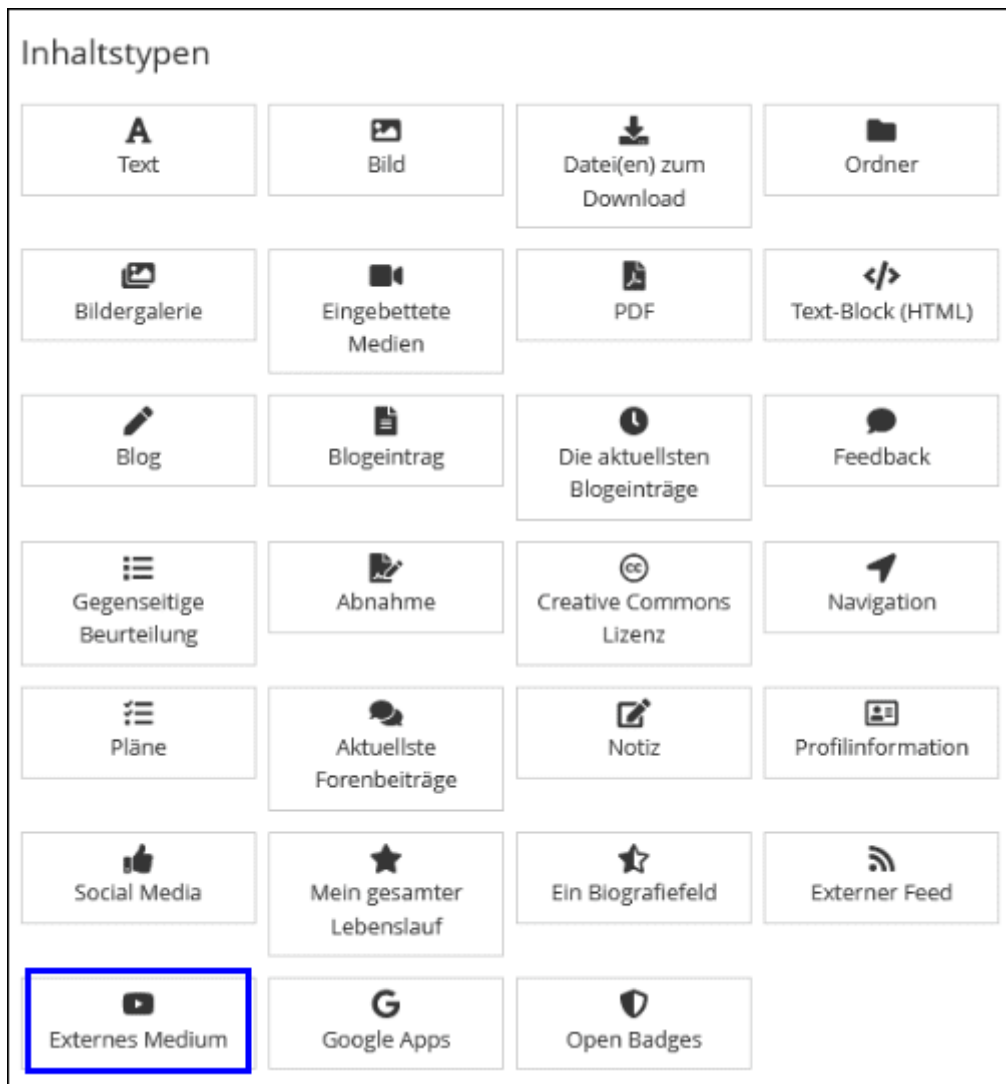 Inhaltstypen
Text
Bild
Datei(en) zum
Download
Ordner
Bildergalerie
Eingebettete
Medien
PDF
Text-Block (HTML)
Blog
Blogeintrag
Die aktuellsten
Blogeinträge
Feedback
Gegenseitige
Beurteilung
Abnahme
Creative Commons
Lizenz
Navigation
Pläne
Aktuellste
Forenbeiträge
Notiz
Profilinformation
Social Media
Mein gesamter
Lebenslauf
Ein Biografiefeld
Externer Feed
Externes Medium
Google Apps
Open Badges